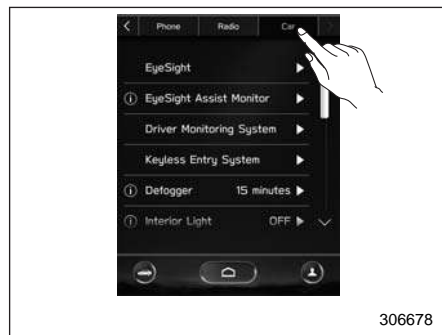 Phone Radio Car
EyeSight
EyeSight Assist Monitor
Driver Monitoring System
Keyless Entry System
Defogger 15 minutes
Interior Light OFF
306678